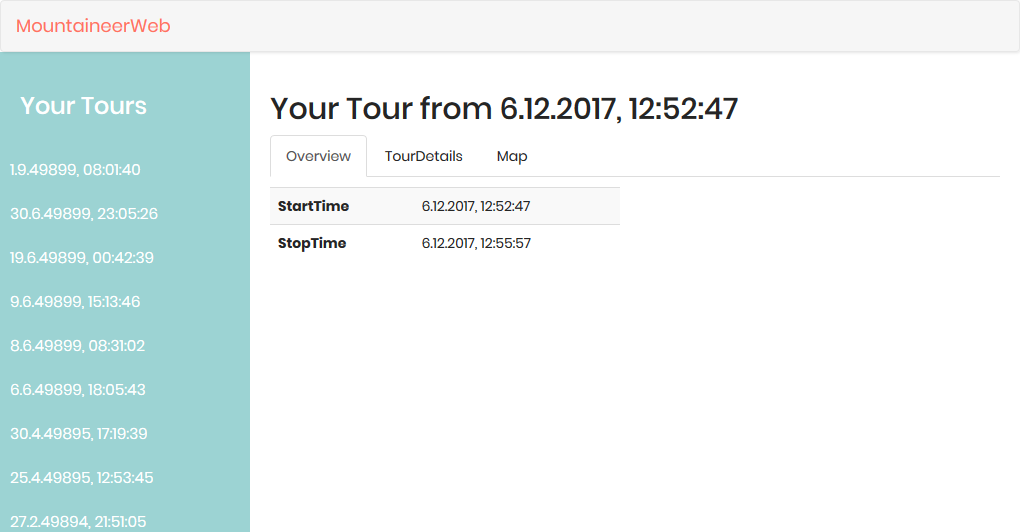 MountaineerWeb
Your Tours
1.9.49899, 08:01:40
30.6.49899, 23:05:26
19.6.49899, 00:42:39
9.6.49899, 15:13:46
8.6.49899, 08:31:02
6.6.49899, 18:05:43
30.4.49895, 17:19:39
25.4.49895, 12:53:45
27.2.49894, 21:51:05
Your Tour from 6.12.2017, 12:52:47
Overview TourDetails Map
StartTime 6.12.2017, 12:52:47
StopTime 6.12.2017, 12:55:57